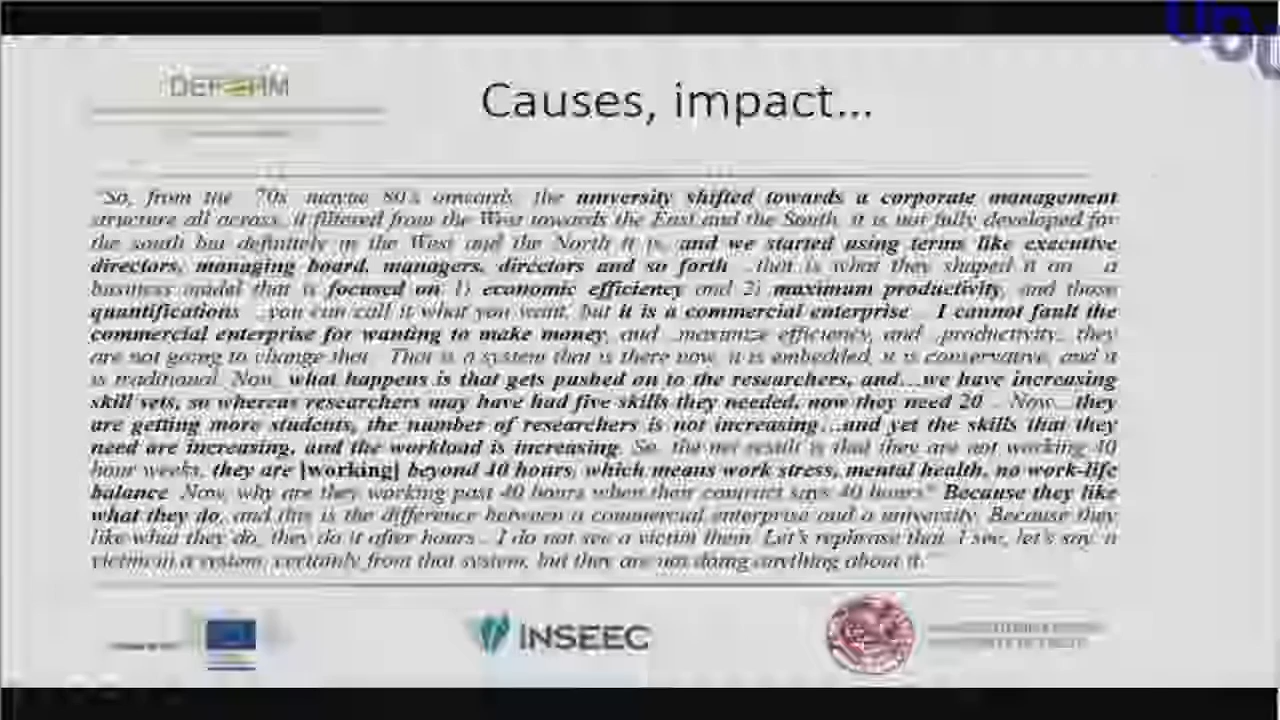 Causes, impact...
"So, from the 70s maybe 80's onwards, the university shifted towards a corporate management
structure all across, it filtered from the West towards the East and the South, it is not fully developed for
the south but definitely in the West and the North it is, and we started using terms like executive
directors, managing board, managers, directors and so forth ...that is what they shaped it on ... a
business model that is focused on 1) economic efficiency and 2) maximum productivity, and those
quantifications ...you can call it what you want, but it is a commercial enterprise... I cannot fault the
commercial enterprise for wanting to make money, and ...maximize efficiency, and ...productivity... they
are not going to change that... That is a system that is there now, it is embedded, it is conservative, and it
is traditional. Now, what happens is that gets pushed on to the researchers, and...we have increasing
skill sets, so whereas researchers may have had five skills they needed, now they need 20 ... Now... they
are getting more students, the number of researchers is not increasing...and yet the skills that they
need are increasing, and the workload is increasing. So, the net result is that they are not working 40
hour weeks, they are [working] beyond 40 hours, which means work stress, mental health, no work-life
balance. Now, why are they working past 40 hours when their contract says 40 hours? Because they like
what they do, and this is the difference between a commercial enterprise and a university. Because they
like what they do, they do it after hours... I do not see a victim them. Let's rephrase that, I see, let's say, a
victim in a system, certainly from that system, but they are not doing anything about it."
INSEEC